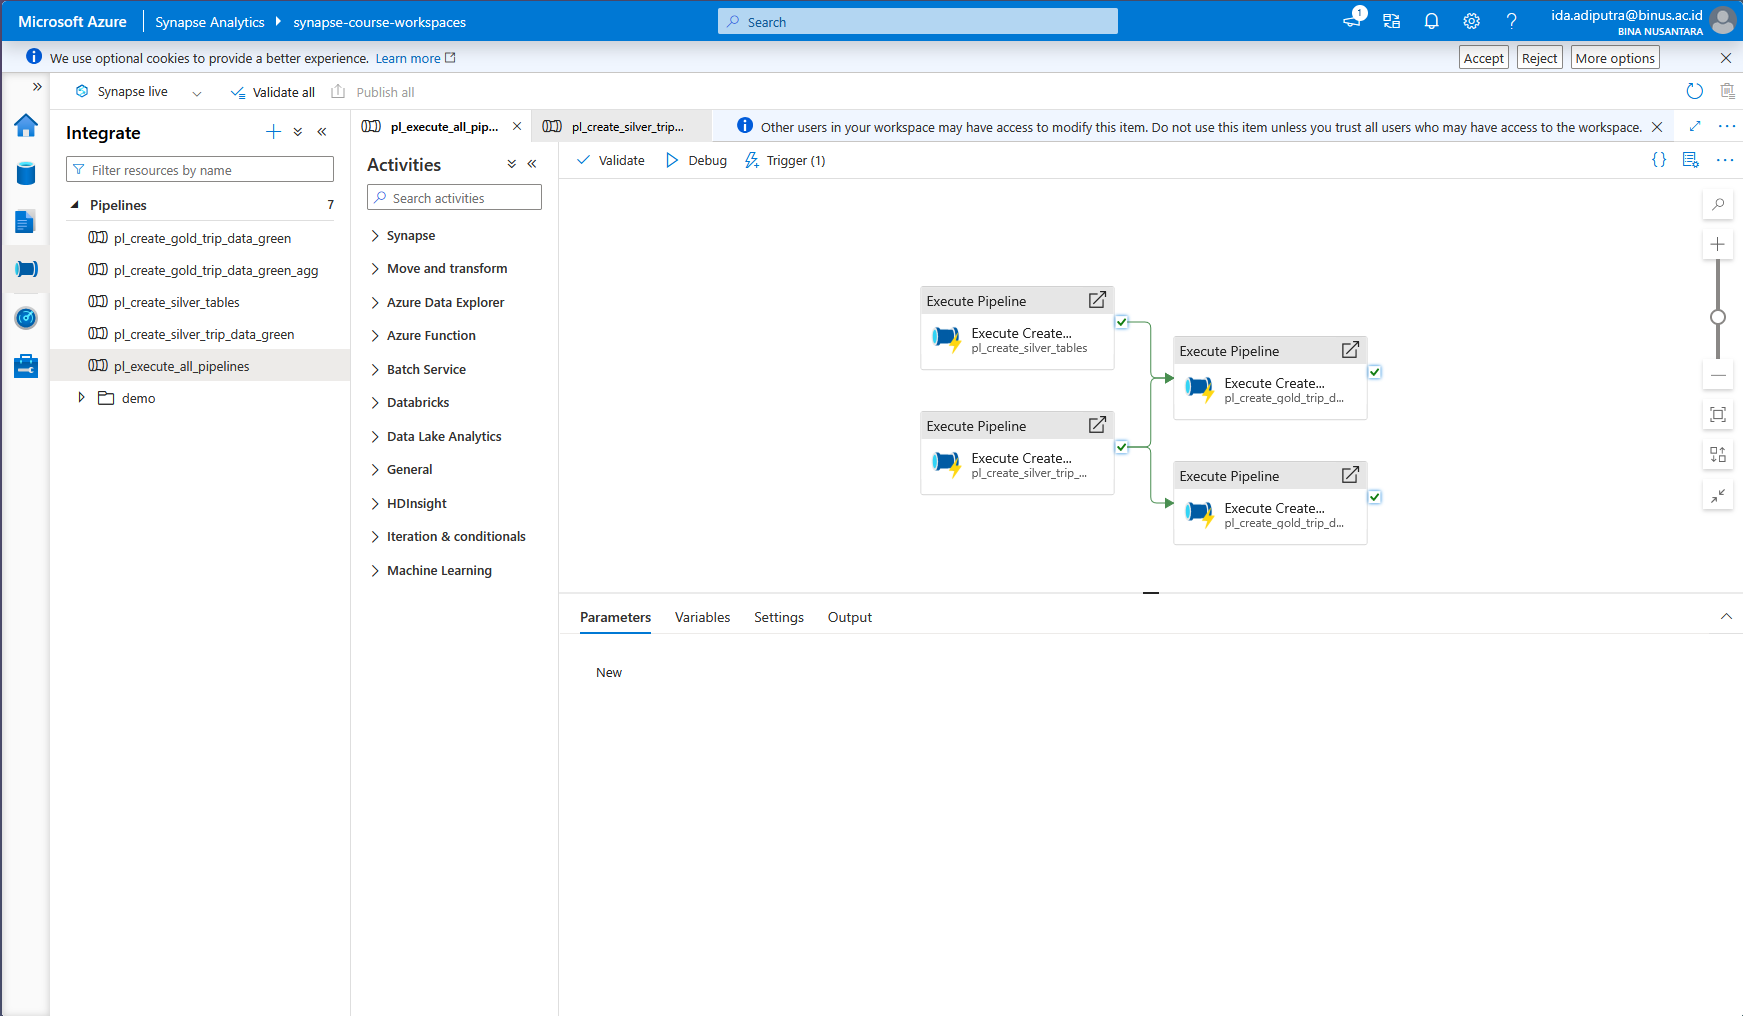 Microsoft Azure
Synapse Analytics
synapse-course-workspaces
Search
1
ida.adiputra@binus.ac.id
BINA NUSANTARA
We use optional cookies to provide a better experience. Learn more
Accept
Reject
More options
Synapse live
Validate all
Publish all
Integrate
Filter resources by name
Pipelines
7
pl_create_gold_trip_data_green
pl_create_gold_trip_data_green_agg
pl_create_silver_tables
pl_create_silver_trip_data_green
pl_execute_all_pipelines
demo
pl_execute_all_pip...
pl_create_silver_trip...
Other users in your workspace may have access to modify this item. Do not use this item unless you trust all users who may have access to the workspace.
Activities
Search activities
Synapse
Move and transform
Azure Data Explorer
Azure Function
Batch Service
Databricks
Data Lake Analytics
General
HDInsight
Iteration & conditionals
Machine Learning
Validate
Debug
Trigger (1)
{}
Execute Pipeline
Execute Create...
pl_create_silver_tables
Execute Pipeline
Execute Create...
pl_create_silver_trip_...
Execute Pipeline
Execute Create...
pl_create_gold_trip_d...
Execute Pipeline
Execute Create...
pl_create_gold_trip_d...
Parameters
Variables
Settings
Output
New